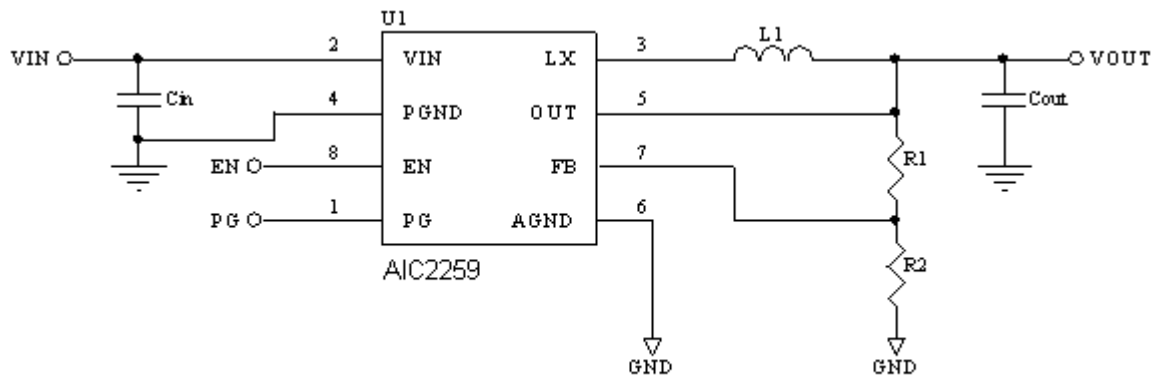 U1
VIN
2
VIN
LX
3
L1
VOUT
Cin
4
PGND
OUT
5
Cout
EN
8
EN
FB
7
R1
PG
1
PG
AGND
6
AIC2259
R2
GND
GND